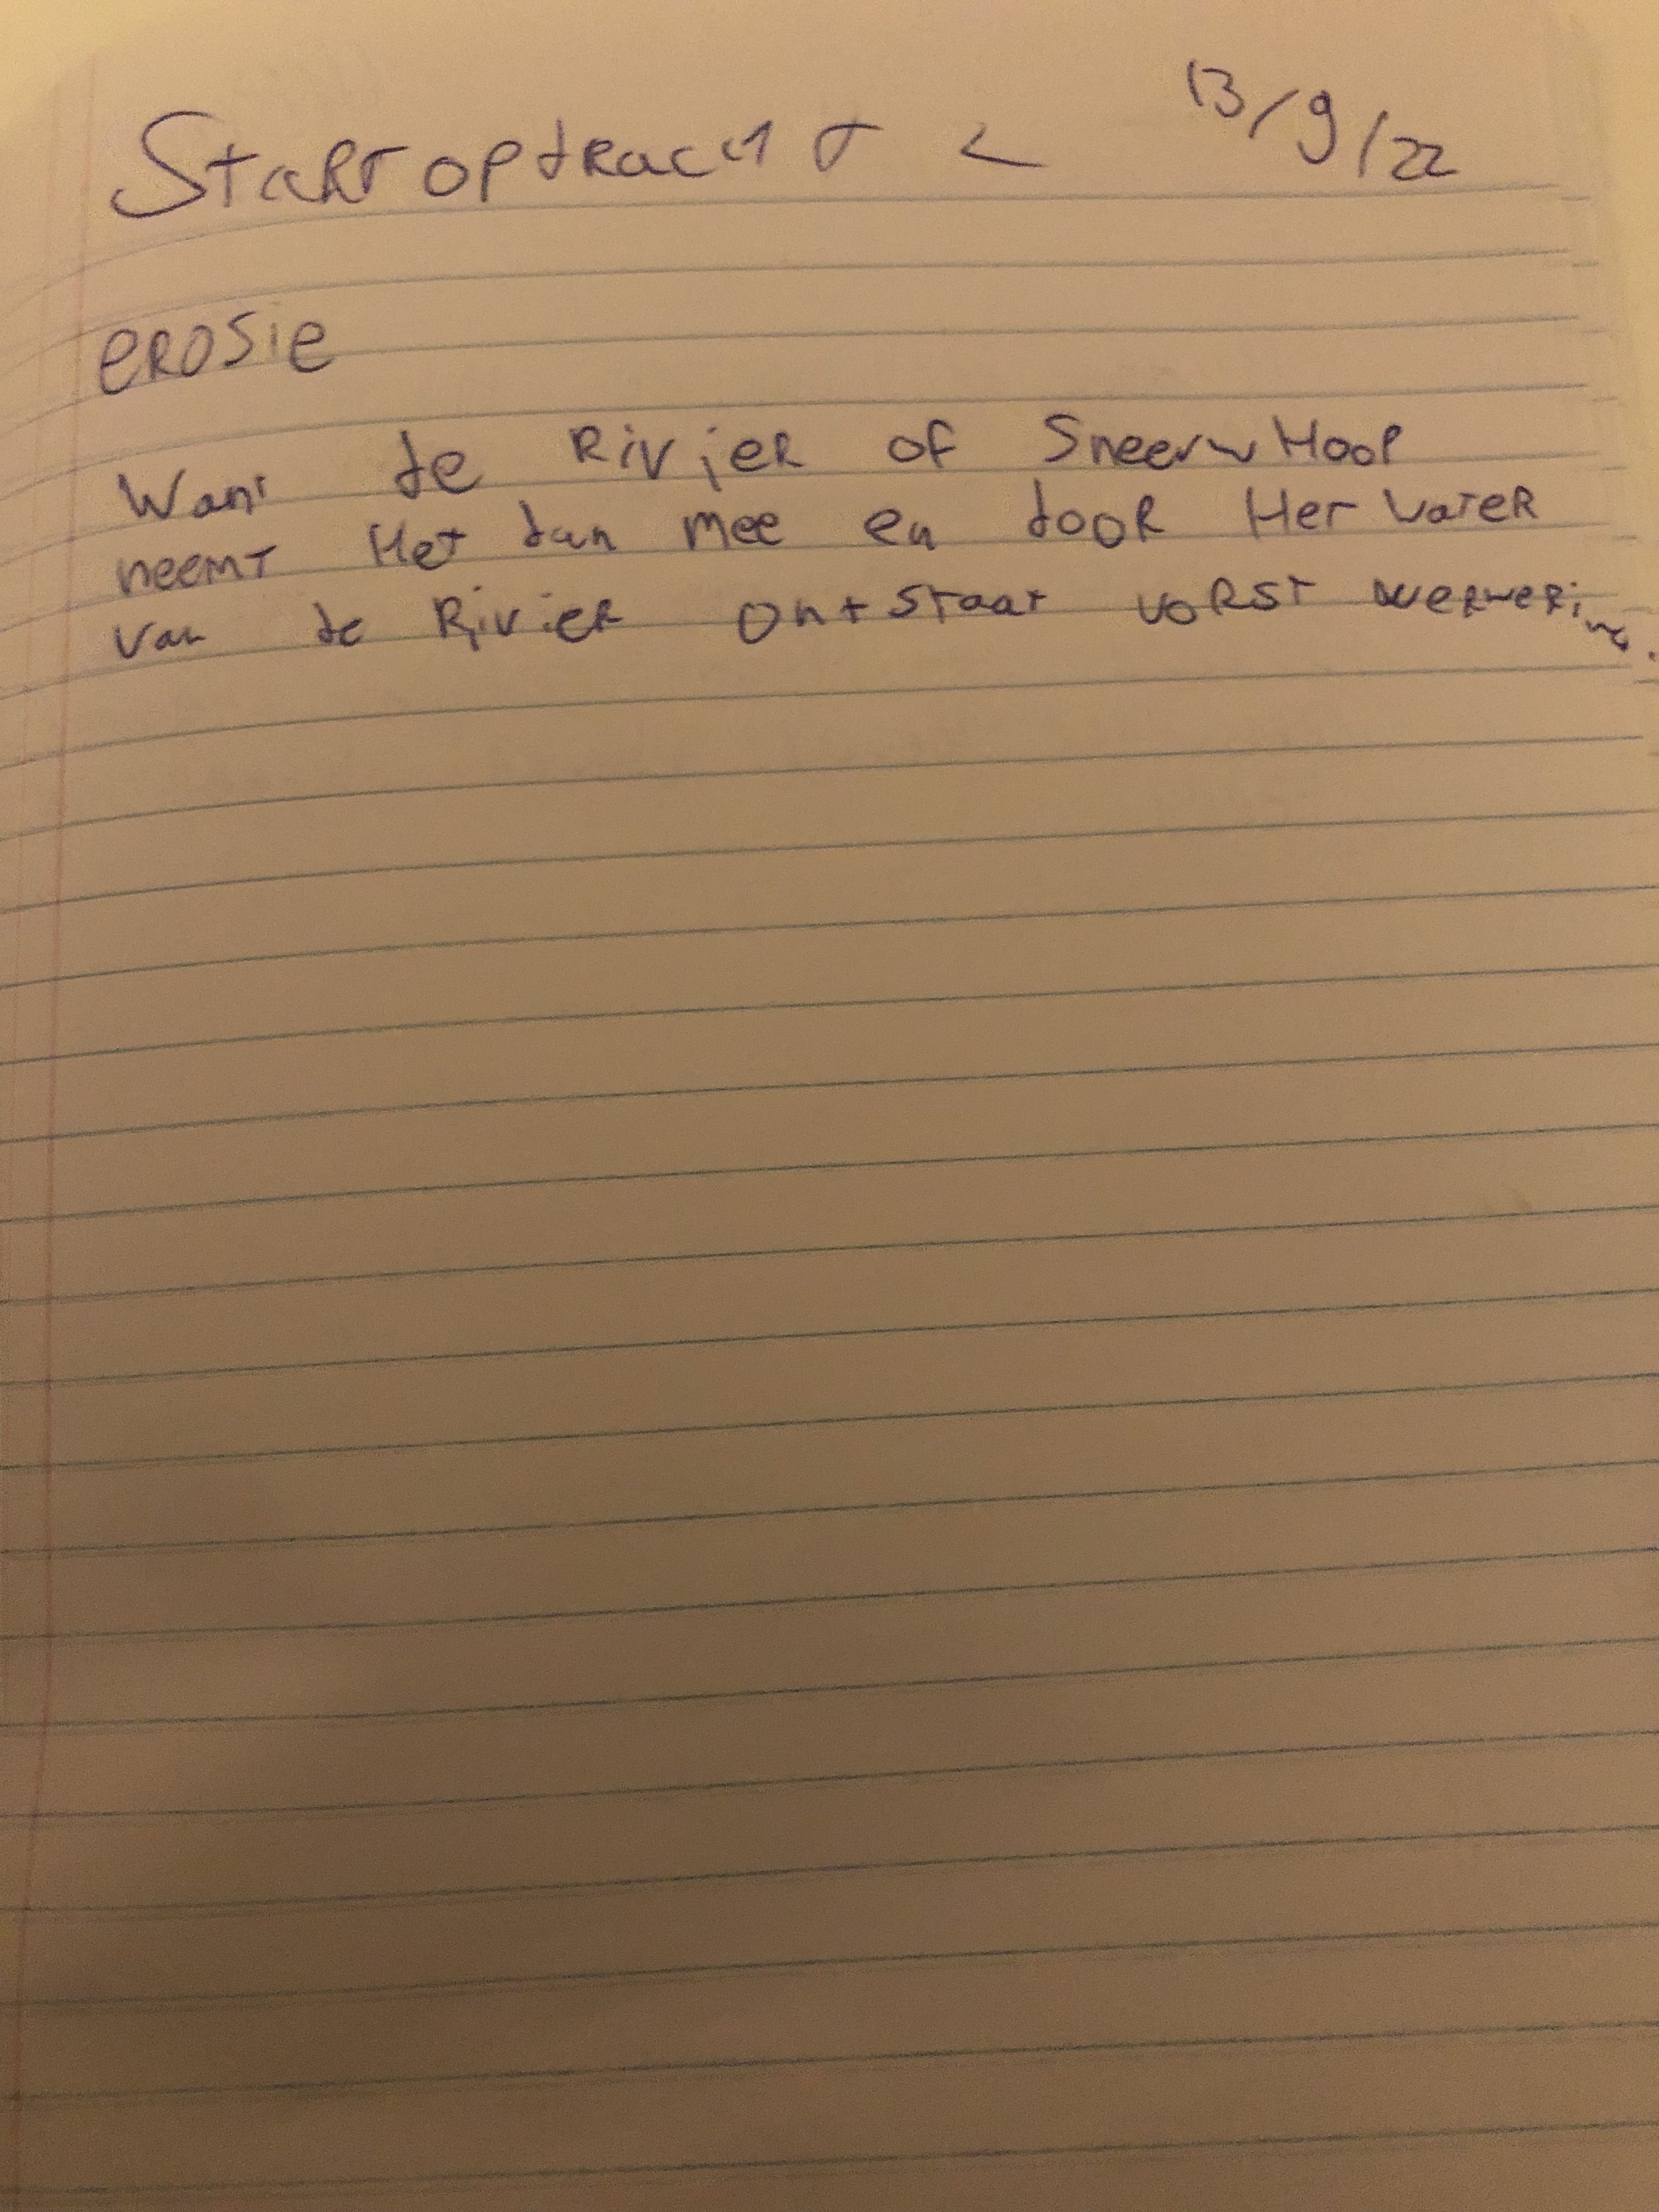 Startopdracht < 13/9/22
erosie
Want de Rivier of Sneeuw Hoop
neemt Het dan mee en door Het water
van de Rivier ontstaat vorst verwering.